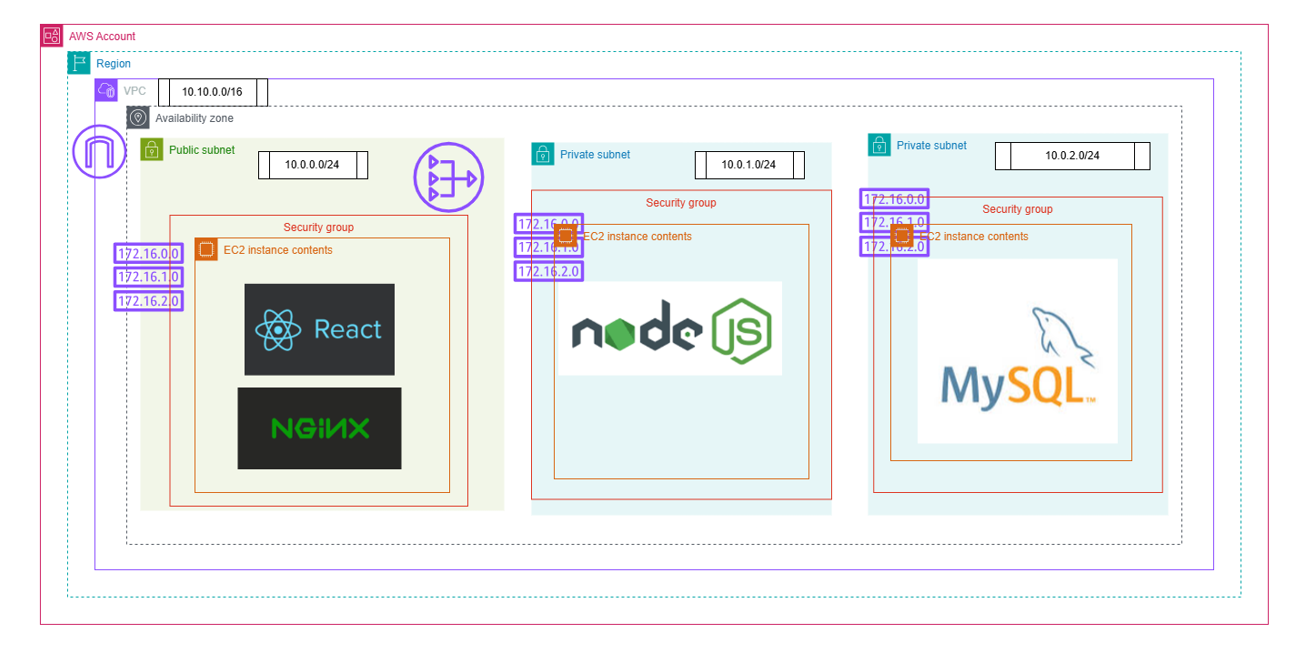 AWS Account
Region
VPC
10.10.0.0/16
Availability zone
Public subnet
10.0.0.0/24
Security group
EC2 instance contents
172.16.0.0
172.16.1.0
172.16.2.0
React
NGINX
Private subnet
10.0.1.0/24
Security group
172.16.0.0
EC2 instance contents
172.16.1.0
172.16.2.0
node JS
Private subnet
10.0.2.0/24
172.16.0.0
Security group
172.16.1.0
EC2 instance contents
172.16.2.0
MySQL™